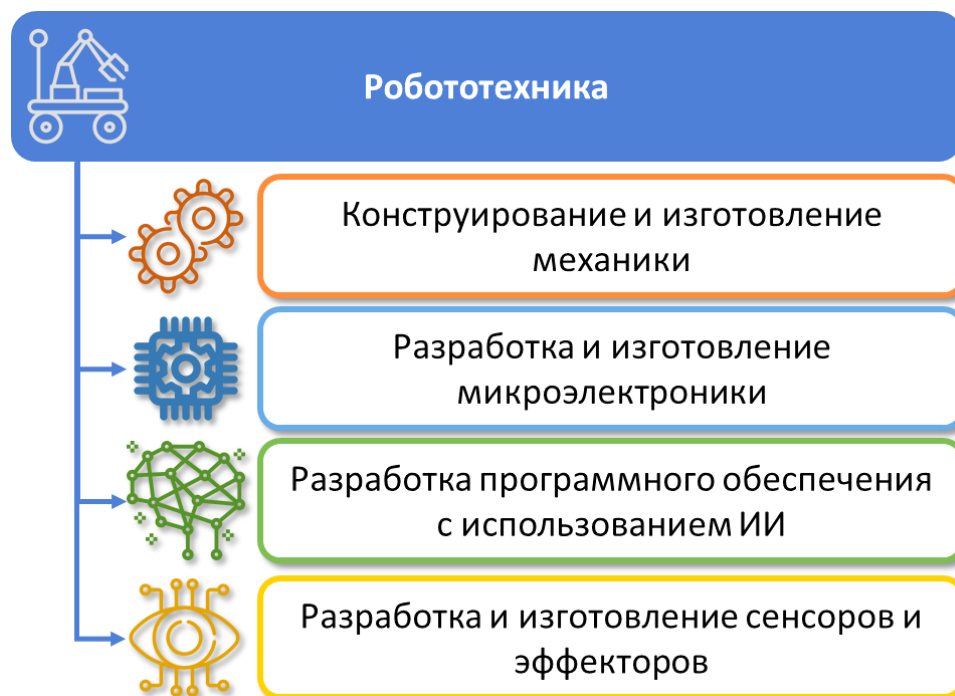 Робототехника
Конструирование и изготовление
механики
Разработка и изготовление
микроэлектроники
Разработка программного обеспечения
с использованием ИИ
Разработка и изготовление сенсоров и
эффекторов